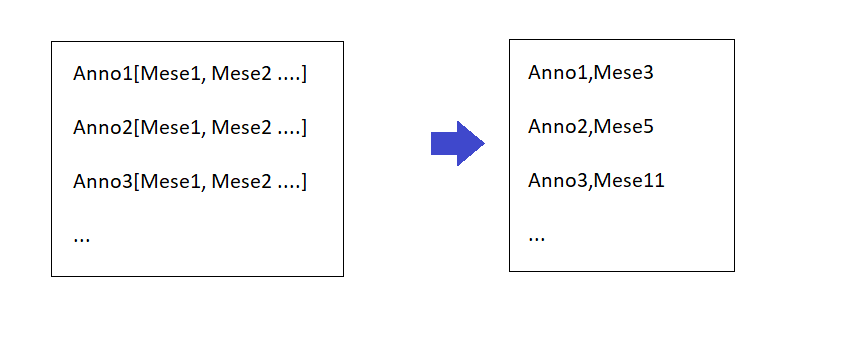 Anno1[Mese1, Mese2 ....]
Anno2[Mese1, Mese2 ....]
Anno3[Mese1, Mese2 ....]
...
Anno1,Mese3
Anno2,Mese5
Anno3,Mese11
...